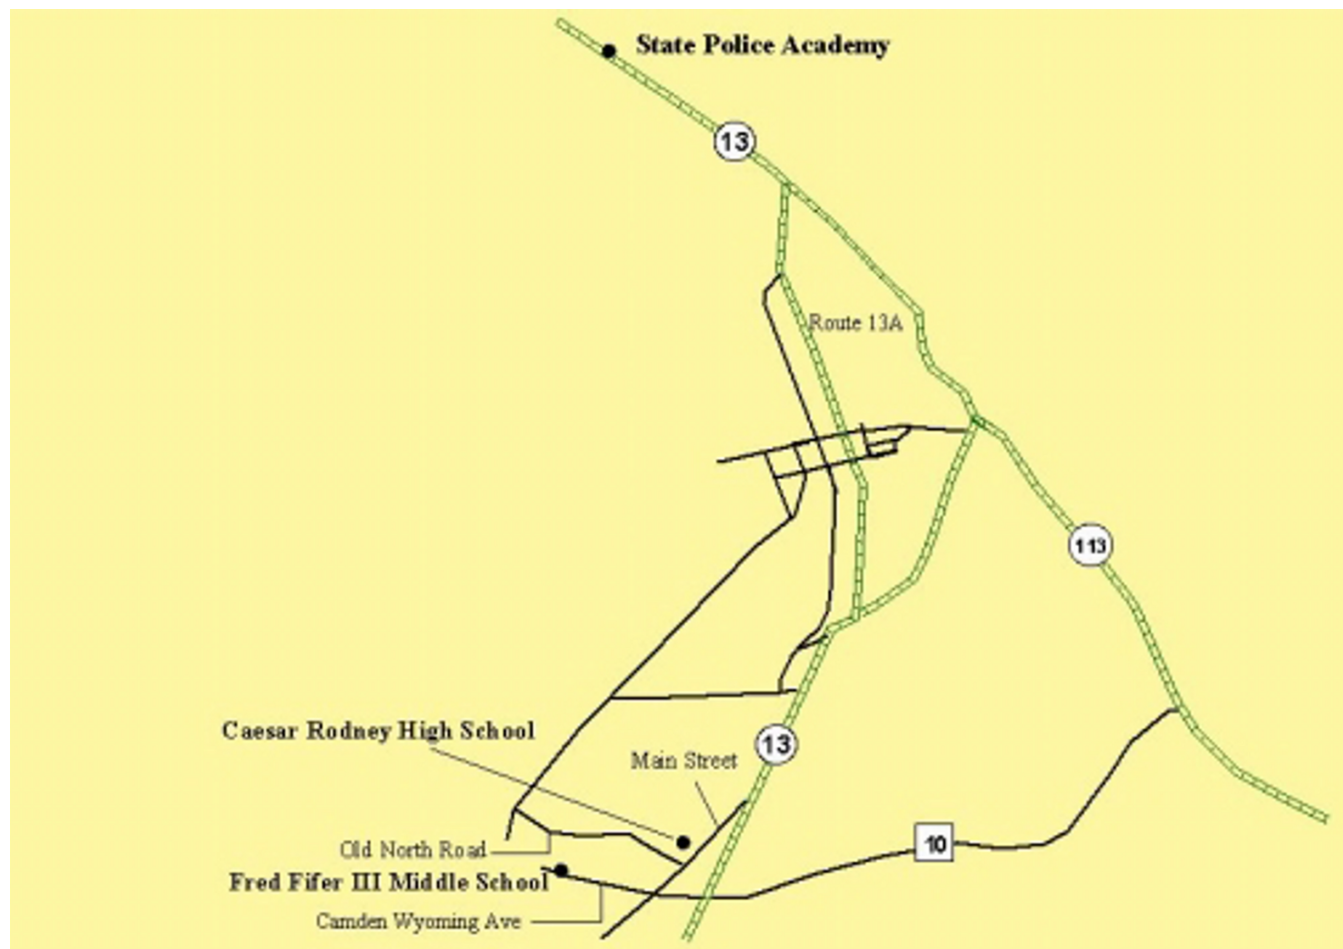 State Police Academy
13
Route 13A
113
Caesar Rodney High School
13
Main Street
10
Old North Road
Fred Fifer III Middle School
Camden Wyoming Ave